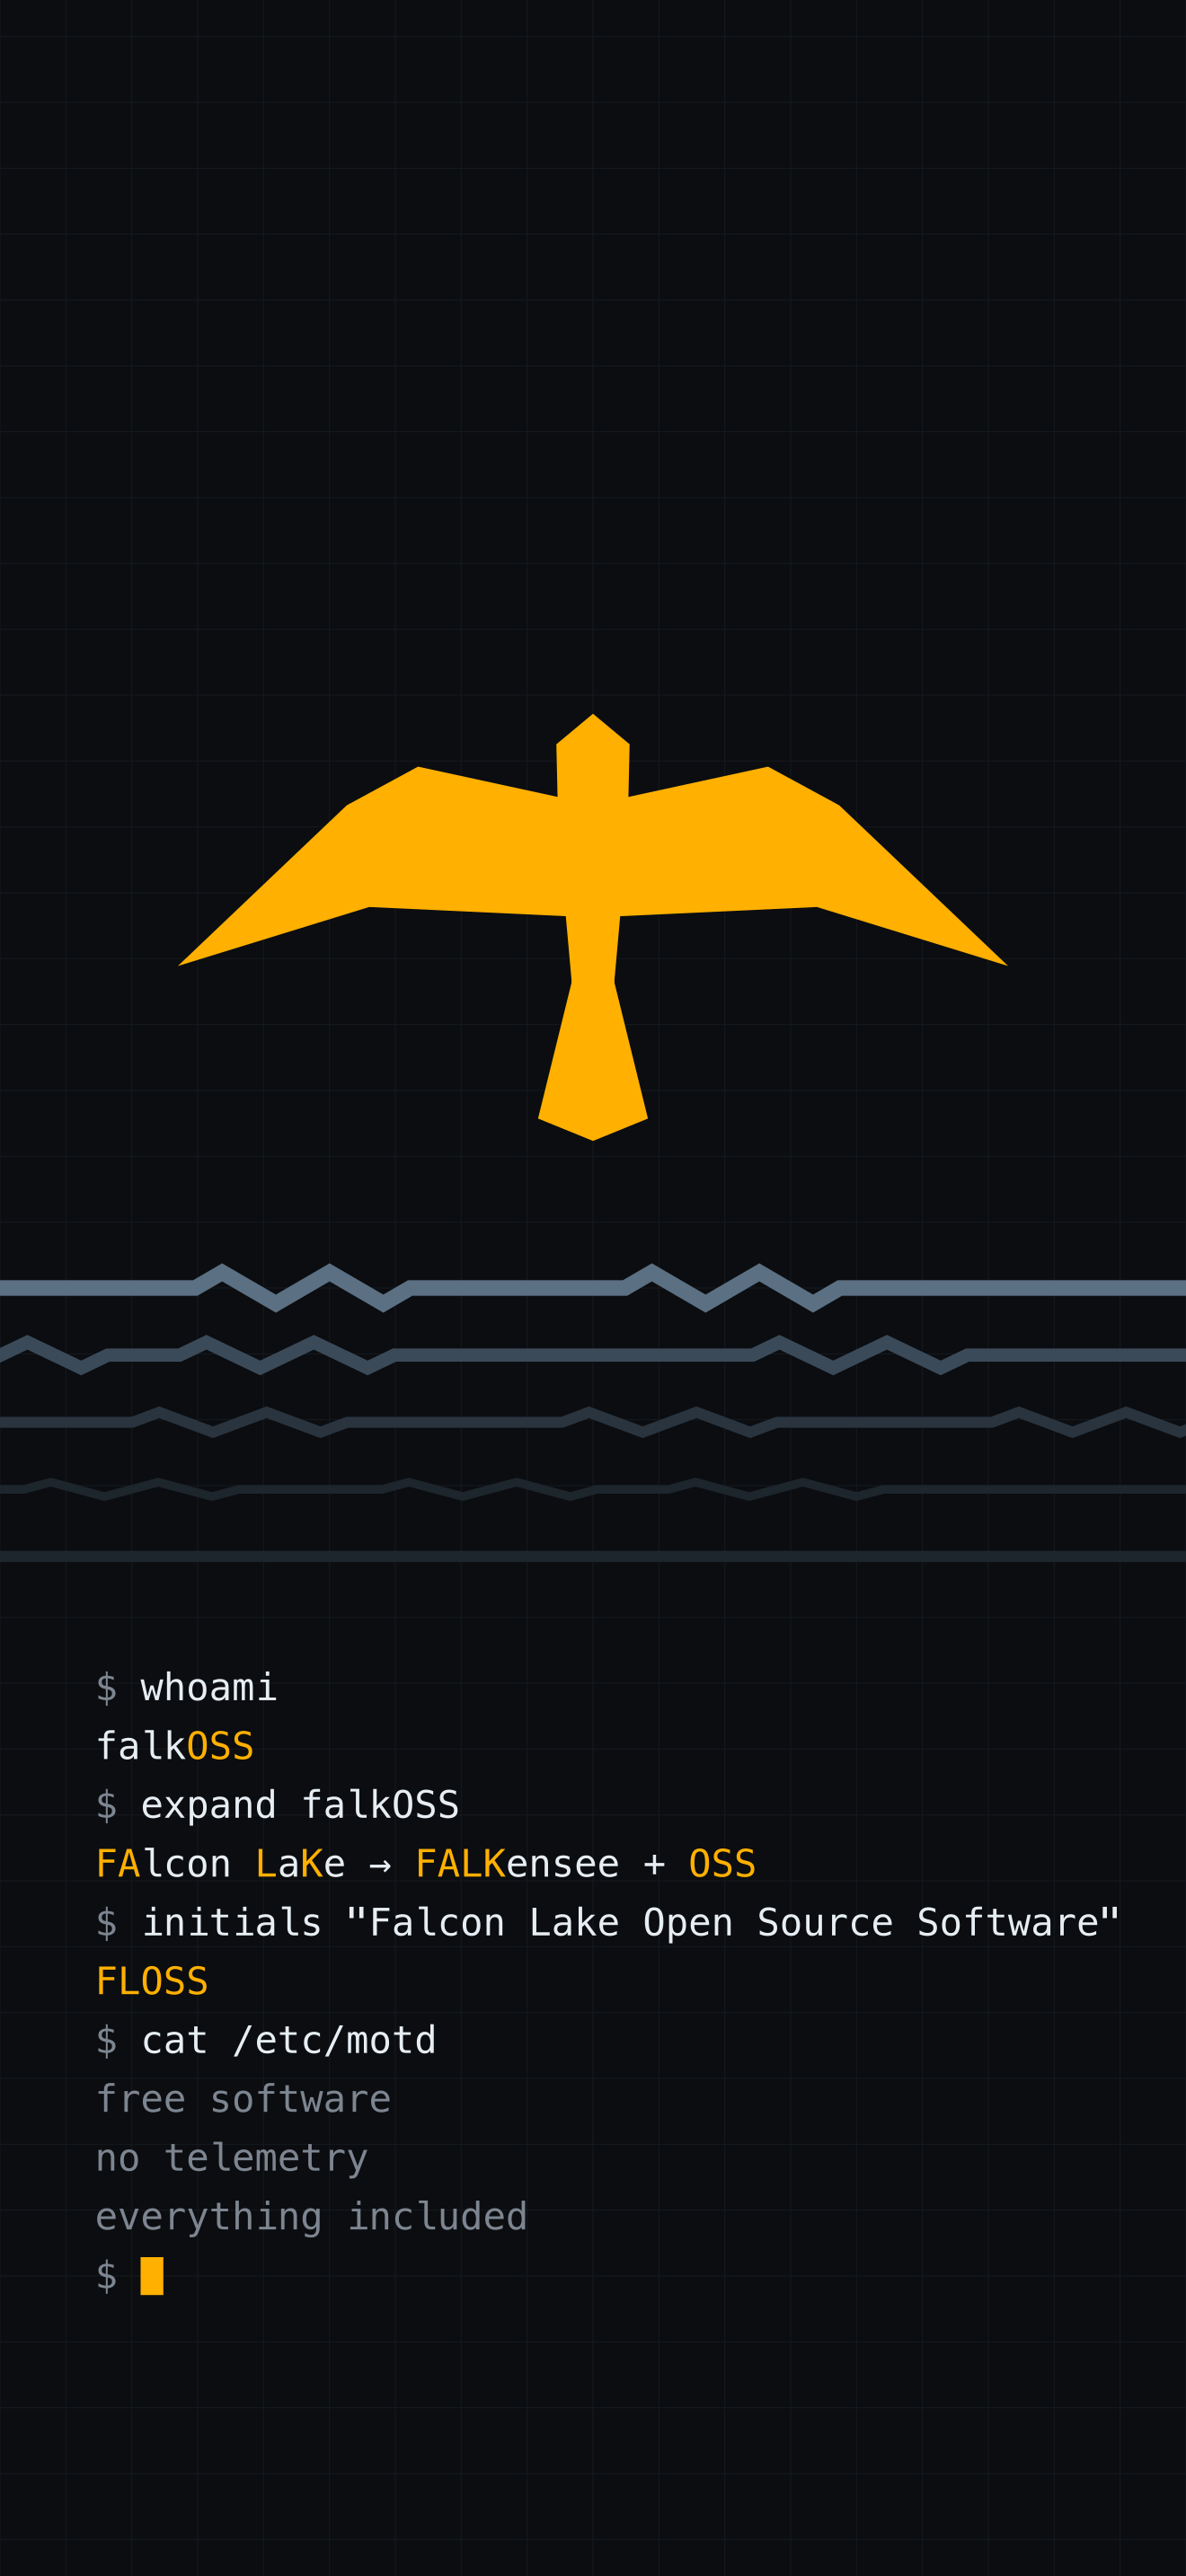 $ whoami
falkOSS
$ expand falkOSS
FAlcon LaKe → FALKensee + OSS
$ initials "Falcon Lake Open Source Software"
FLOSS
$ cat /etc/motd
free software
no telemetry
everything included
$